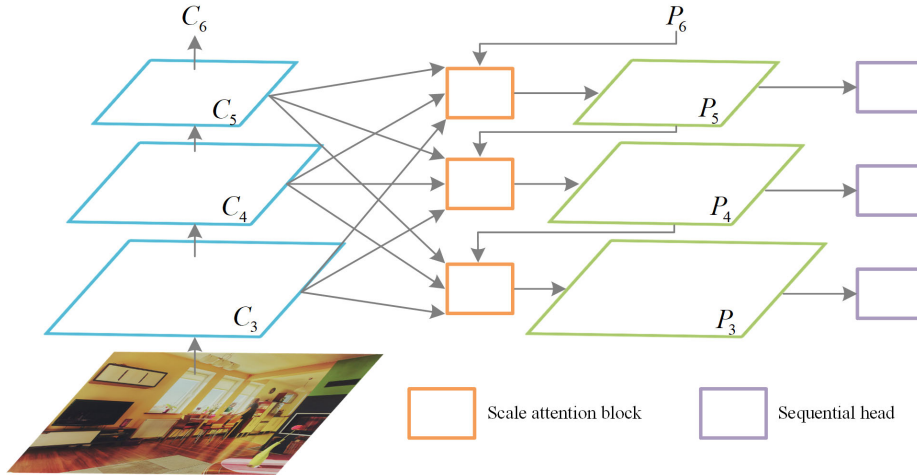 C6
P6
C5
P5
C4
P4
C3
P3
Scale attention block
Sequential head